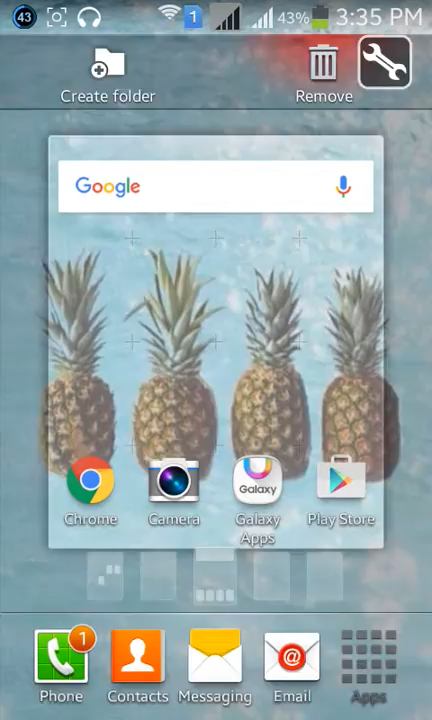 43 1 43% 3:35 PM
Create folder Remove
Google
Galaxy
Chrome Camera Galaxy Apps Play Store
1
@
Phone Contacts Messaging Email Apps